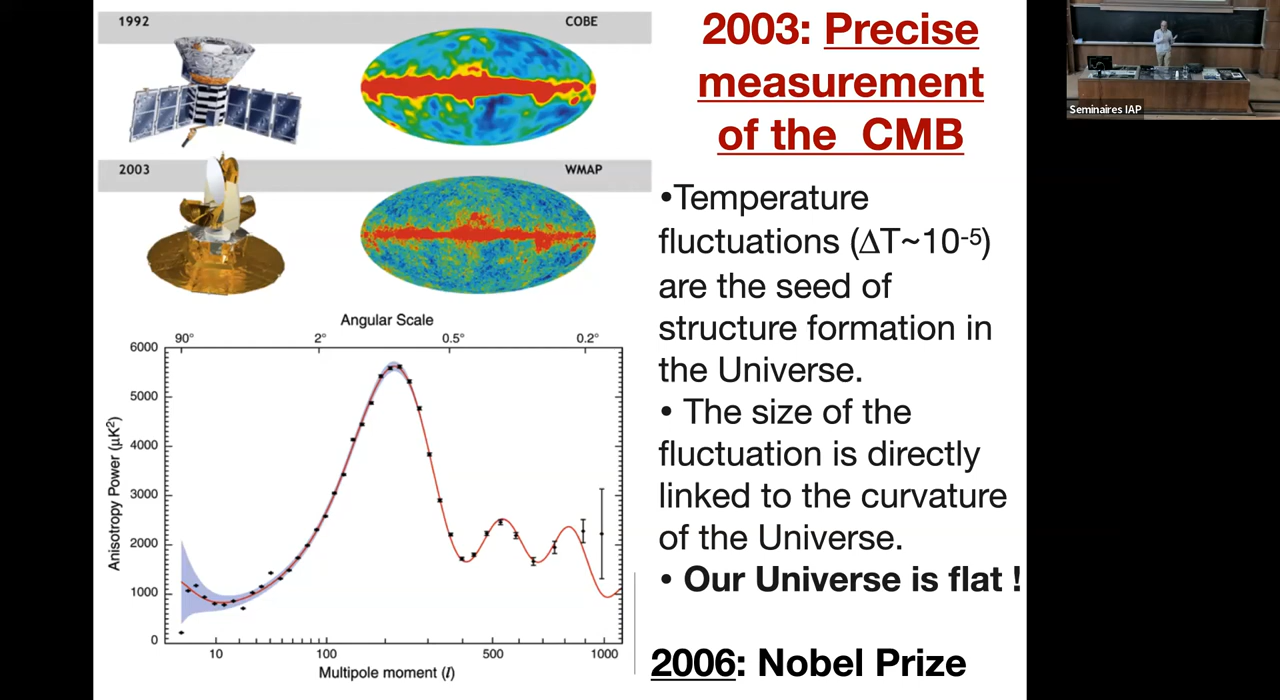 1992
COBE
2003
WMAP
2003: Precise
measurement
of the CMB
•Temperature
fluctuations (ΔT~10⁻⁵)
are the seed of
structure formation in
the Universe.
• The size of the
fluctuation is directly
linked to the curvature
of the Universe.
• Our Universe is flat !
2006: Nobel Prize
Angular Scale
90° 2° 0.5° 0.2°
6000
5000
4000
3000
2000
1000
0
Anisotropy Power (μK²)
10 100 500 1000
Multipole moment (l)
Seminaires IAP